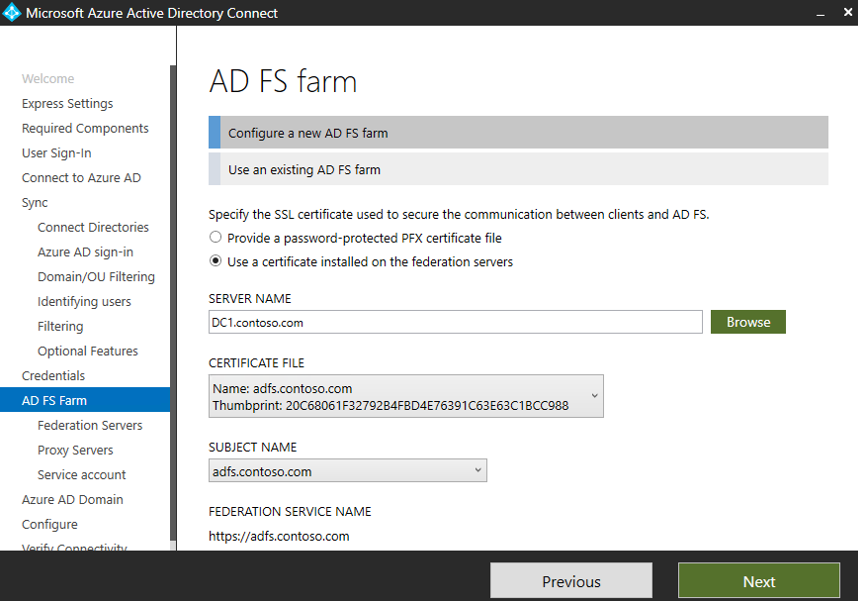 Microsoft Azure Active Directory Connect
Welcome
Express Settings
Required Components
User Sign-In
Connect to Azure AD
Sync
Connect Directories
Azure AD sign-in
Domain/OU Filtering
Identifying users
Filtering
Optional Features
Credentials
AD FS Farm
Federation Servers
Proxy Servers
Service account
Azure AD Domain
Configure
Verify Connectivity
AD FS farm
Configure a new AD FS farm
Use an existing AD FS farm
Specify the SSL certificate used to secure the communication between clients and AD FS.
Provide a password-protected PFX certificate file
Use a certificate installed on the federation servers
SERVER NAME
DC1.contoso.com
Browse
CERTIFICATE FILE
Name: adfs.contoso.com
Thumbprint: 20C68061F32792B4FBD4E76391C63E63C1BCC988
SUBJECT NAME
adfs.contoso.com
FEDERATION SERVICE NAME
https://adfs.contoso.com
Previous
Next